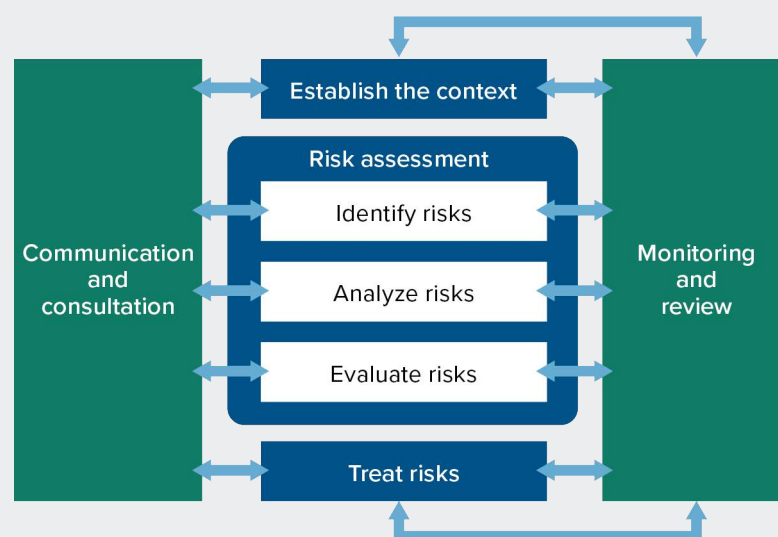 Establish the context
Risk assessment
Identify risks
Communication
and
consultation
Analyze risks
Monitoring
and
review
Evaluate risks
Treat risks